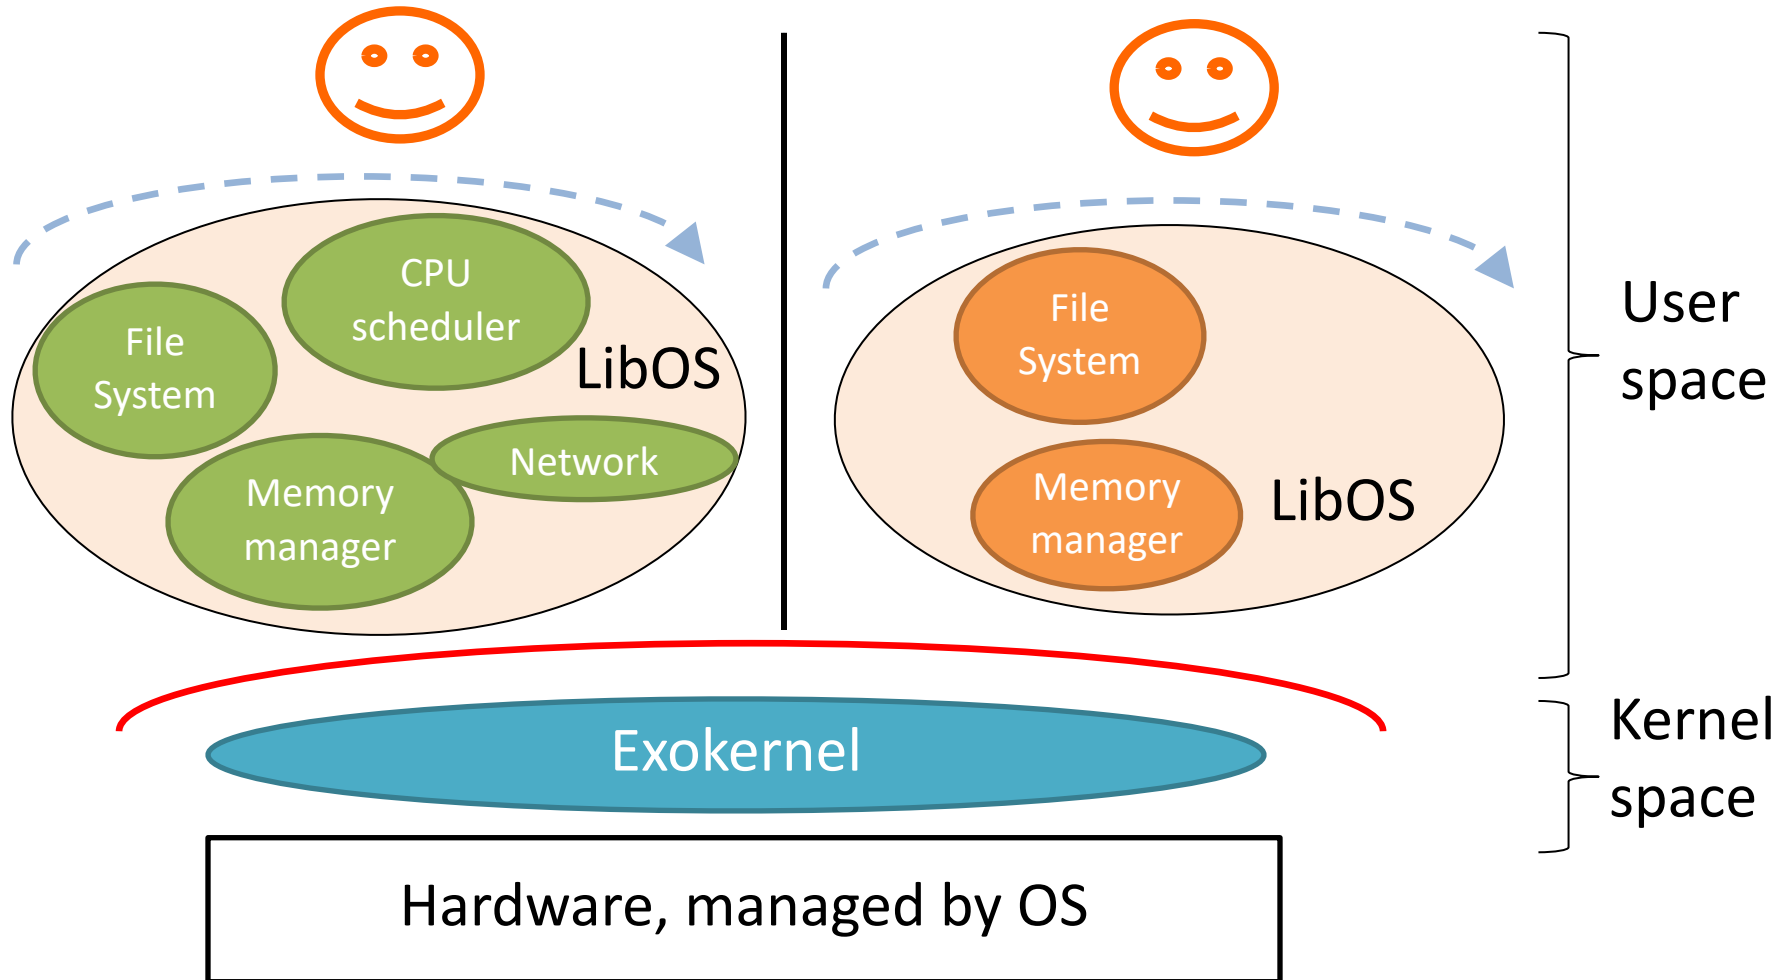 CPU
scheduler
File
System
LibOS
Network
Memory
manager
File
System
Memory
manager
LibOS
User
space
Exokernel
Kernel
space
Hardware, managed by OS